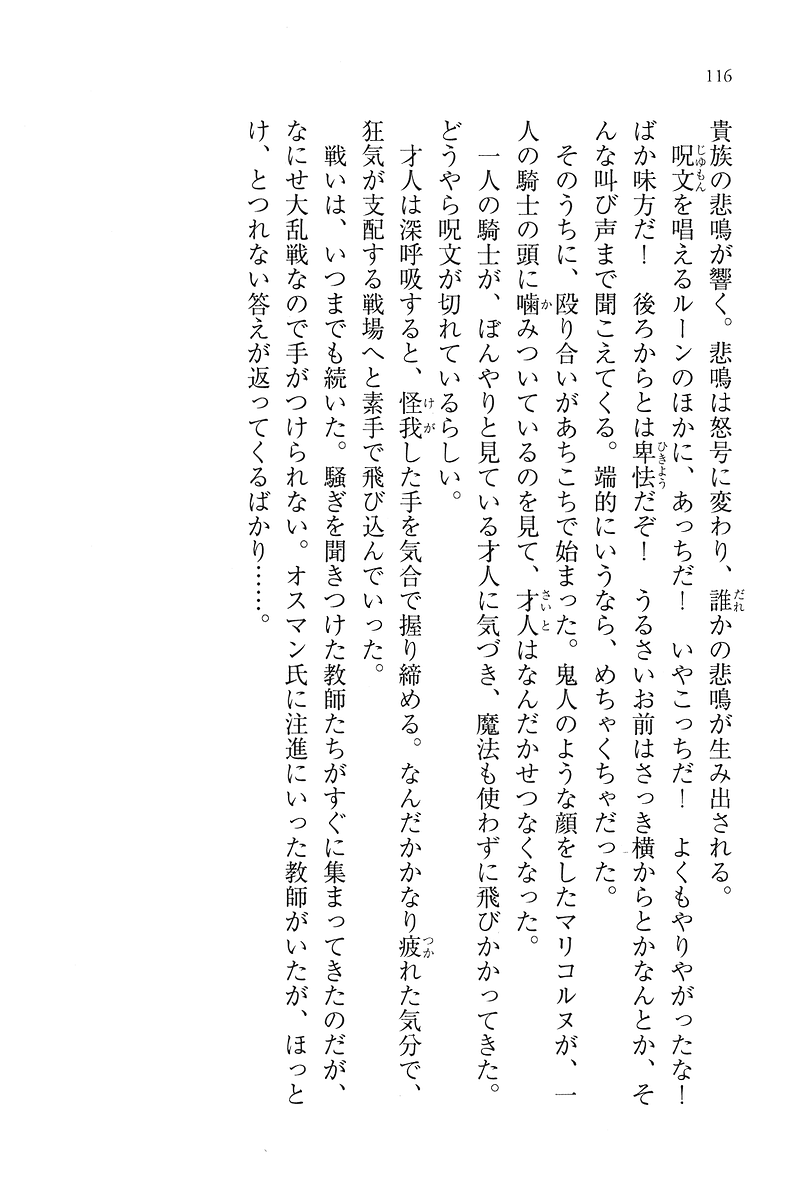 116
貴族の悲鳴が響く。悲鳴は怒号に変わり、誰かの悲鳴が生み出される。
　呪文を唱えるルーンのほかに、あっちだ！　いやこっちだ！　よくもやりやがったな！
ばか味方だ！　後ろからとは卑怯だぞ！　うるさいお前はさっき横からとかなんとか、そ
んな叫び声まで聞こえてくる。端的にいうなら、めちゃくちゃだった。
　そのうちに、殴り合いがあちこちで始まった。鬼人のような顔をしたマリコルヌが、一
人の騎士の頭に噛みついているのを見て、才人はなんだかせつなくなった。
　一人の騎士が、ぼんやりと見ている才人に気づき、魔法も使わずに飛びかかってきた。
どうやら呪文が切れているらしい。
　才人は深呼吸すると、怪我した手を気合で握り締める。なんだかかなり疲れた気分で、
狂気が支配する戦場へと素手で飛び込んでいった。
　戦いは、いつまでも続いた。騒ぎを聞きつけた教師たちがすぐに集まってきたのだが、
なにせ大乱戦なので手がつけられない。オスマン氏に注進にいった教師がいたが、ほっと
け、とつれない答えが返ってくるばかり……。